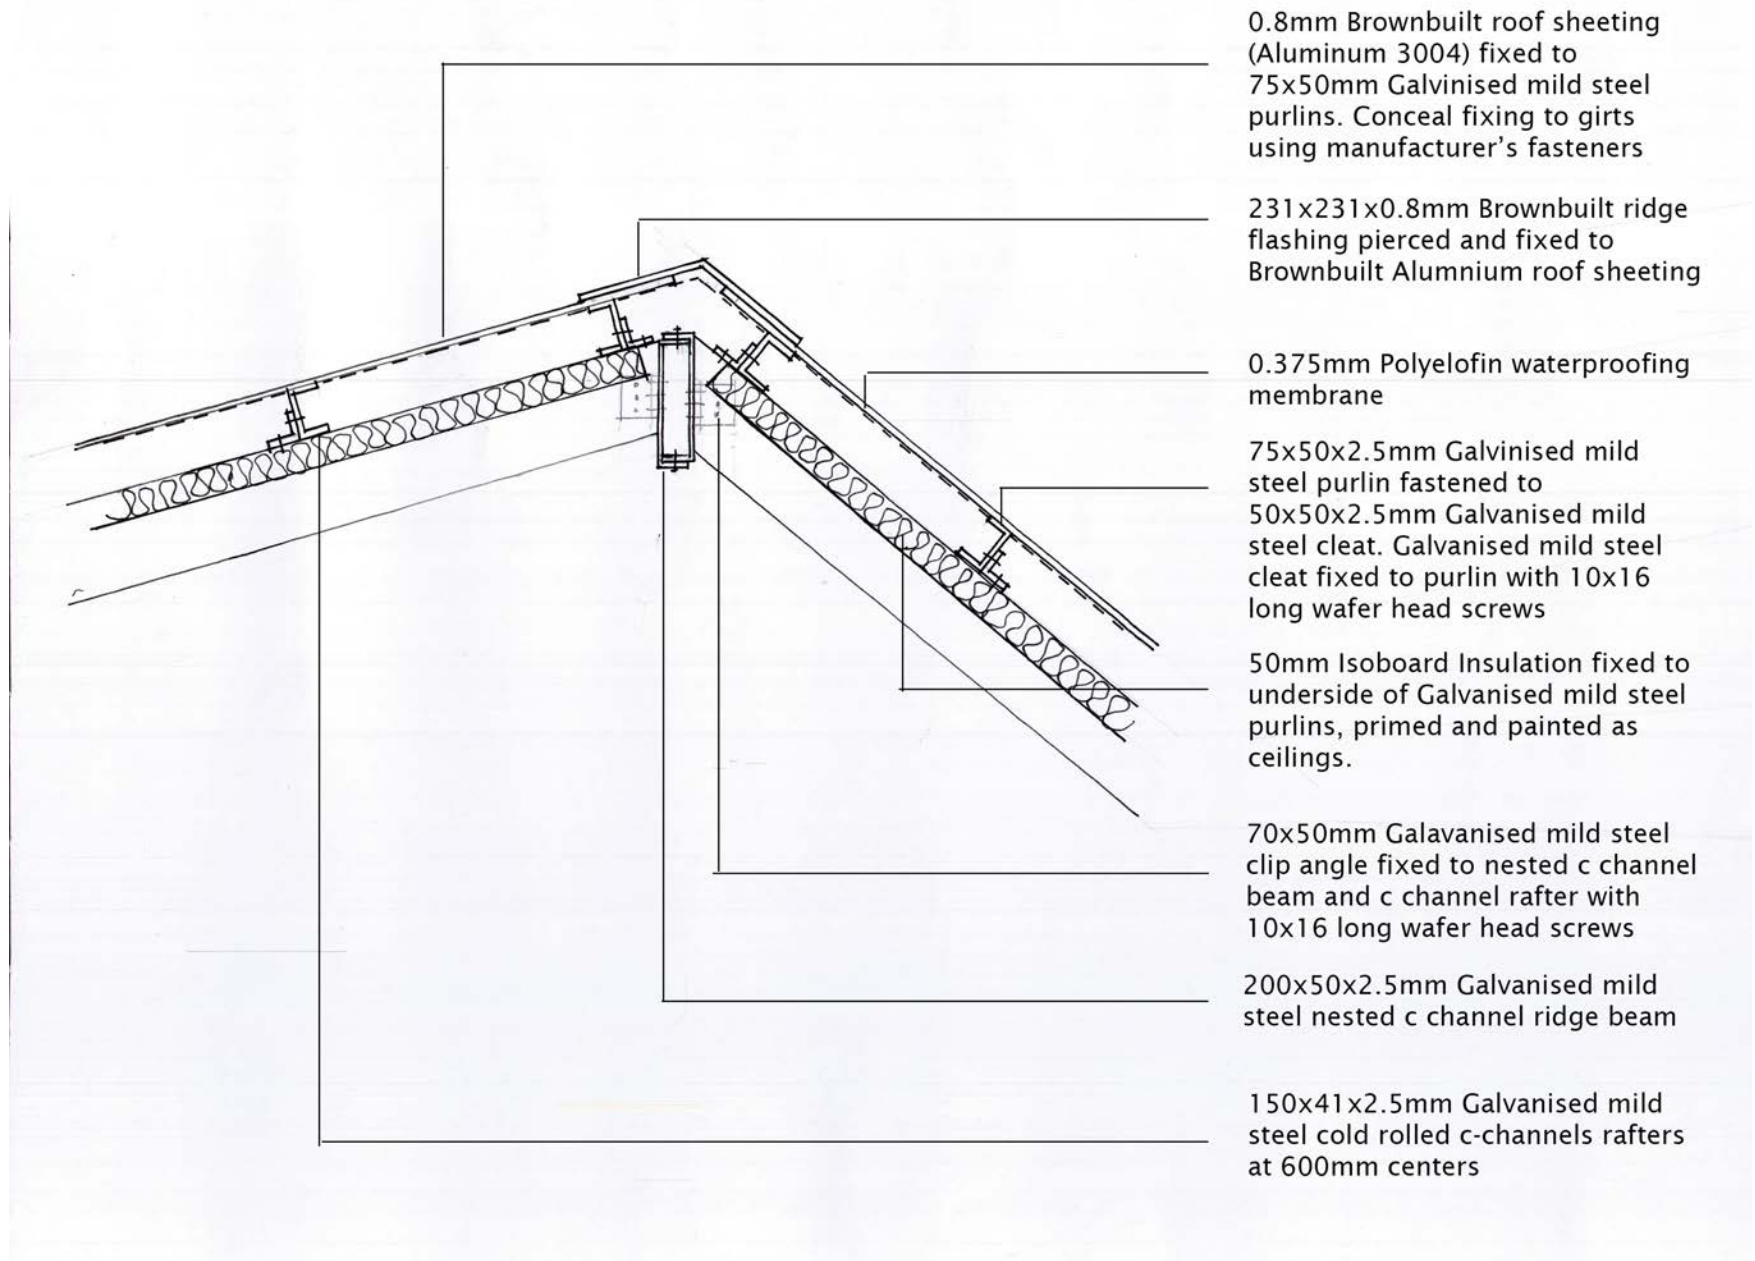 0.8mm Brownbuilt roof sheeting
(Aluminum 3004) fixed to
75x50mm Galvinised mild steel
purlins. Conceal fixing to girts
using manufacturer's fasteners
231x231x0.8mm Brownbuilt ridge
flashing pierced and fixed to
Brownbuilt Alumnium roof sheeting
0.375mm Polyelofin waterproofing
membrane
75x50x2.5mm Galvinised mild
steel purlin fastened to
50x50x2.5mm Galvanised mild
steel cleat. Galvanised mild steel
cleat fixed to purlin with 10x16
long wafer head screws
50mm Isoboard Insulation fixed to
underside of Galvanised mild steel
purlins, primed and painted as
ceilings.
70x50mm Galavanised mild steel
clip angle fixed to nested c channel
beam and c channel rafter with
10x16 long wafer head screws
200x50x2.5mm Galvanised mild
steel nested c channel ridge beam
150x41x2.5mm Galvanised mild
steel cold rolled c-channels rafters
at 600mm centers